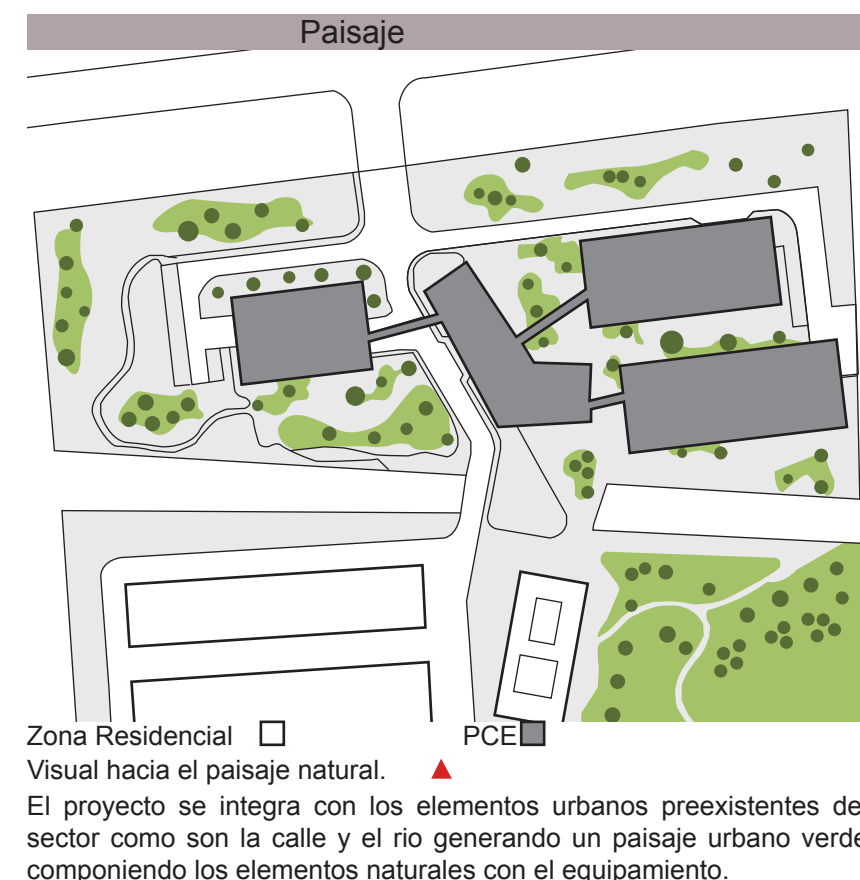 Paisaje
Zona Residencial PCE
Visual hacia el paisaje natural.
El proyecto se integra con los elementos urbanos preexistentes de
sector como son la calle y el rio generando un paisaje urbano verde
componiendo los elementos naturales con el equipamiento.